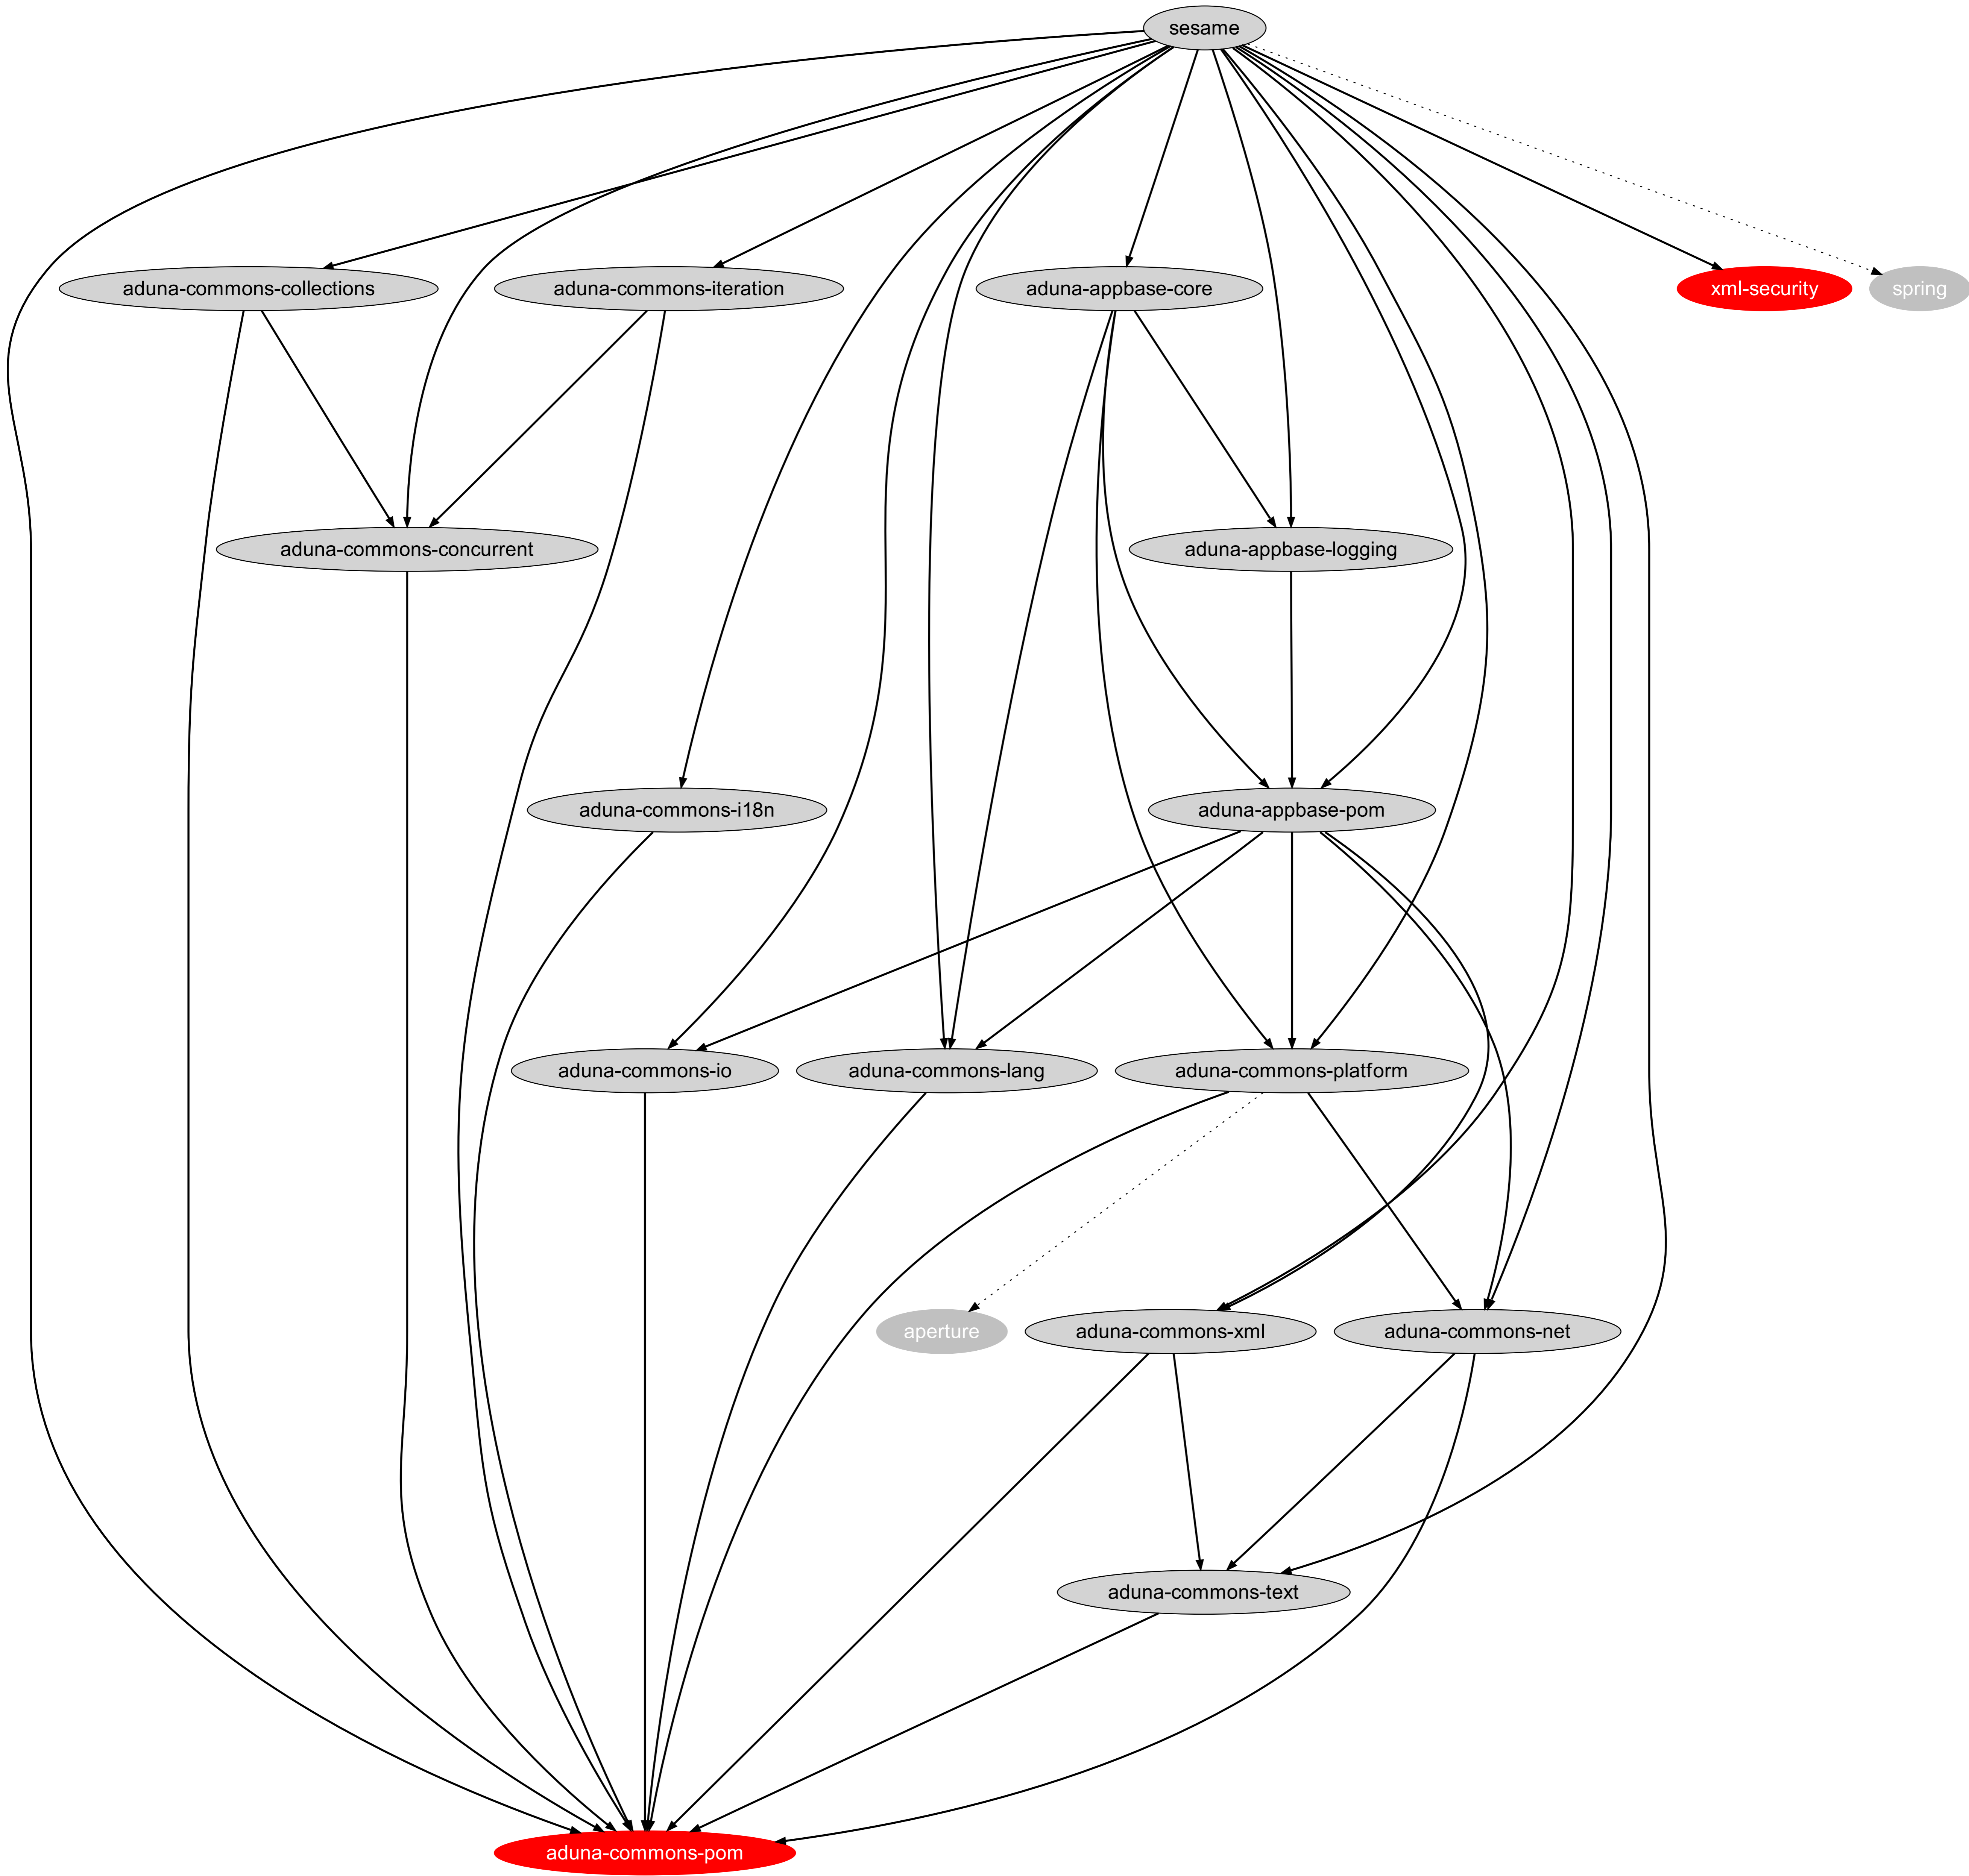 sesame
aduna-commons-collections
aduna-commons-iteration
aduna-appbase-core
xml-security
spring
aduna-commons-concurrent
aduna-appbase-logging
aduna-commons-i18n
aduna-appbase-pom
aduna-commons-io
aduna-commons-lang
aduna-commons-platform
aperture
aduna-commons-xml
aduna-commons-net
aduna-commons-text
aduna-commons-pom